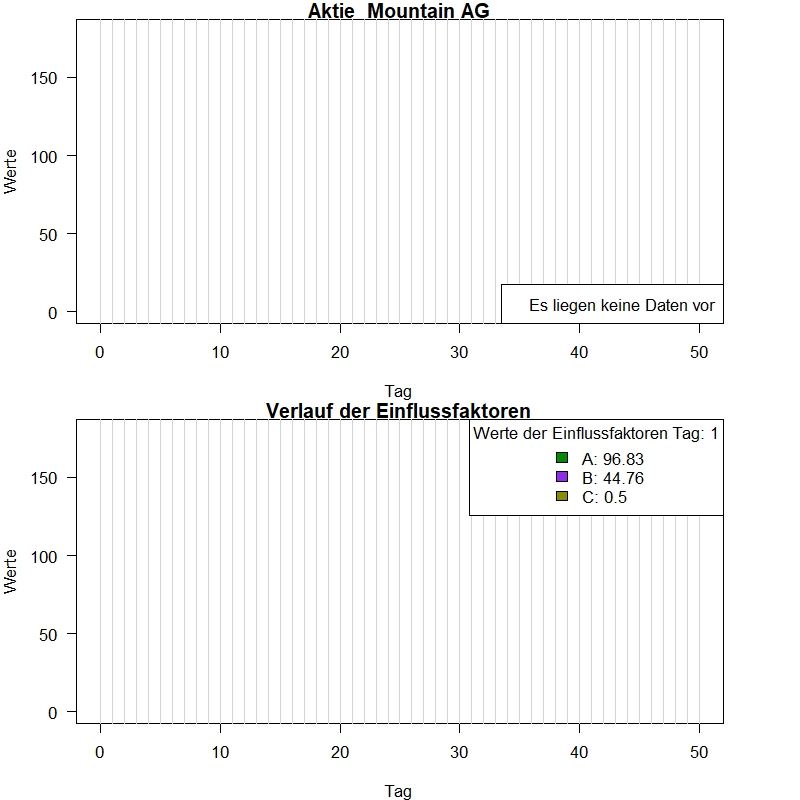 Aktie  Mountain AG
Werte
150
100
50
0
Es liegen keine Daten vor
0 10 20 30 40 50
Tag
Verlauf der Einflussfaktoren
Werte
150
100
50
0
Werte der Einflussfaktoren Tag: 1
A: 96.83
B: 44.76
C: 0.5
0 10 20 30 40 50
Tag